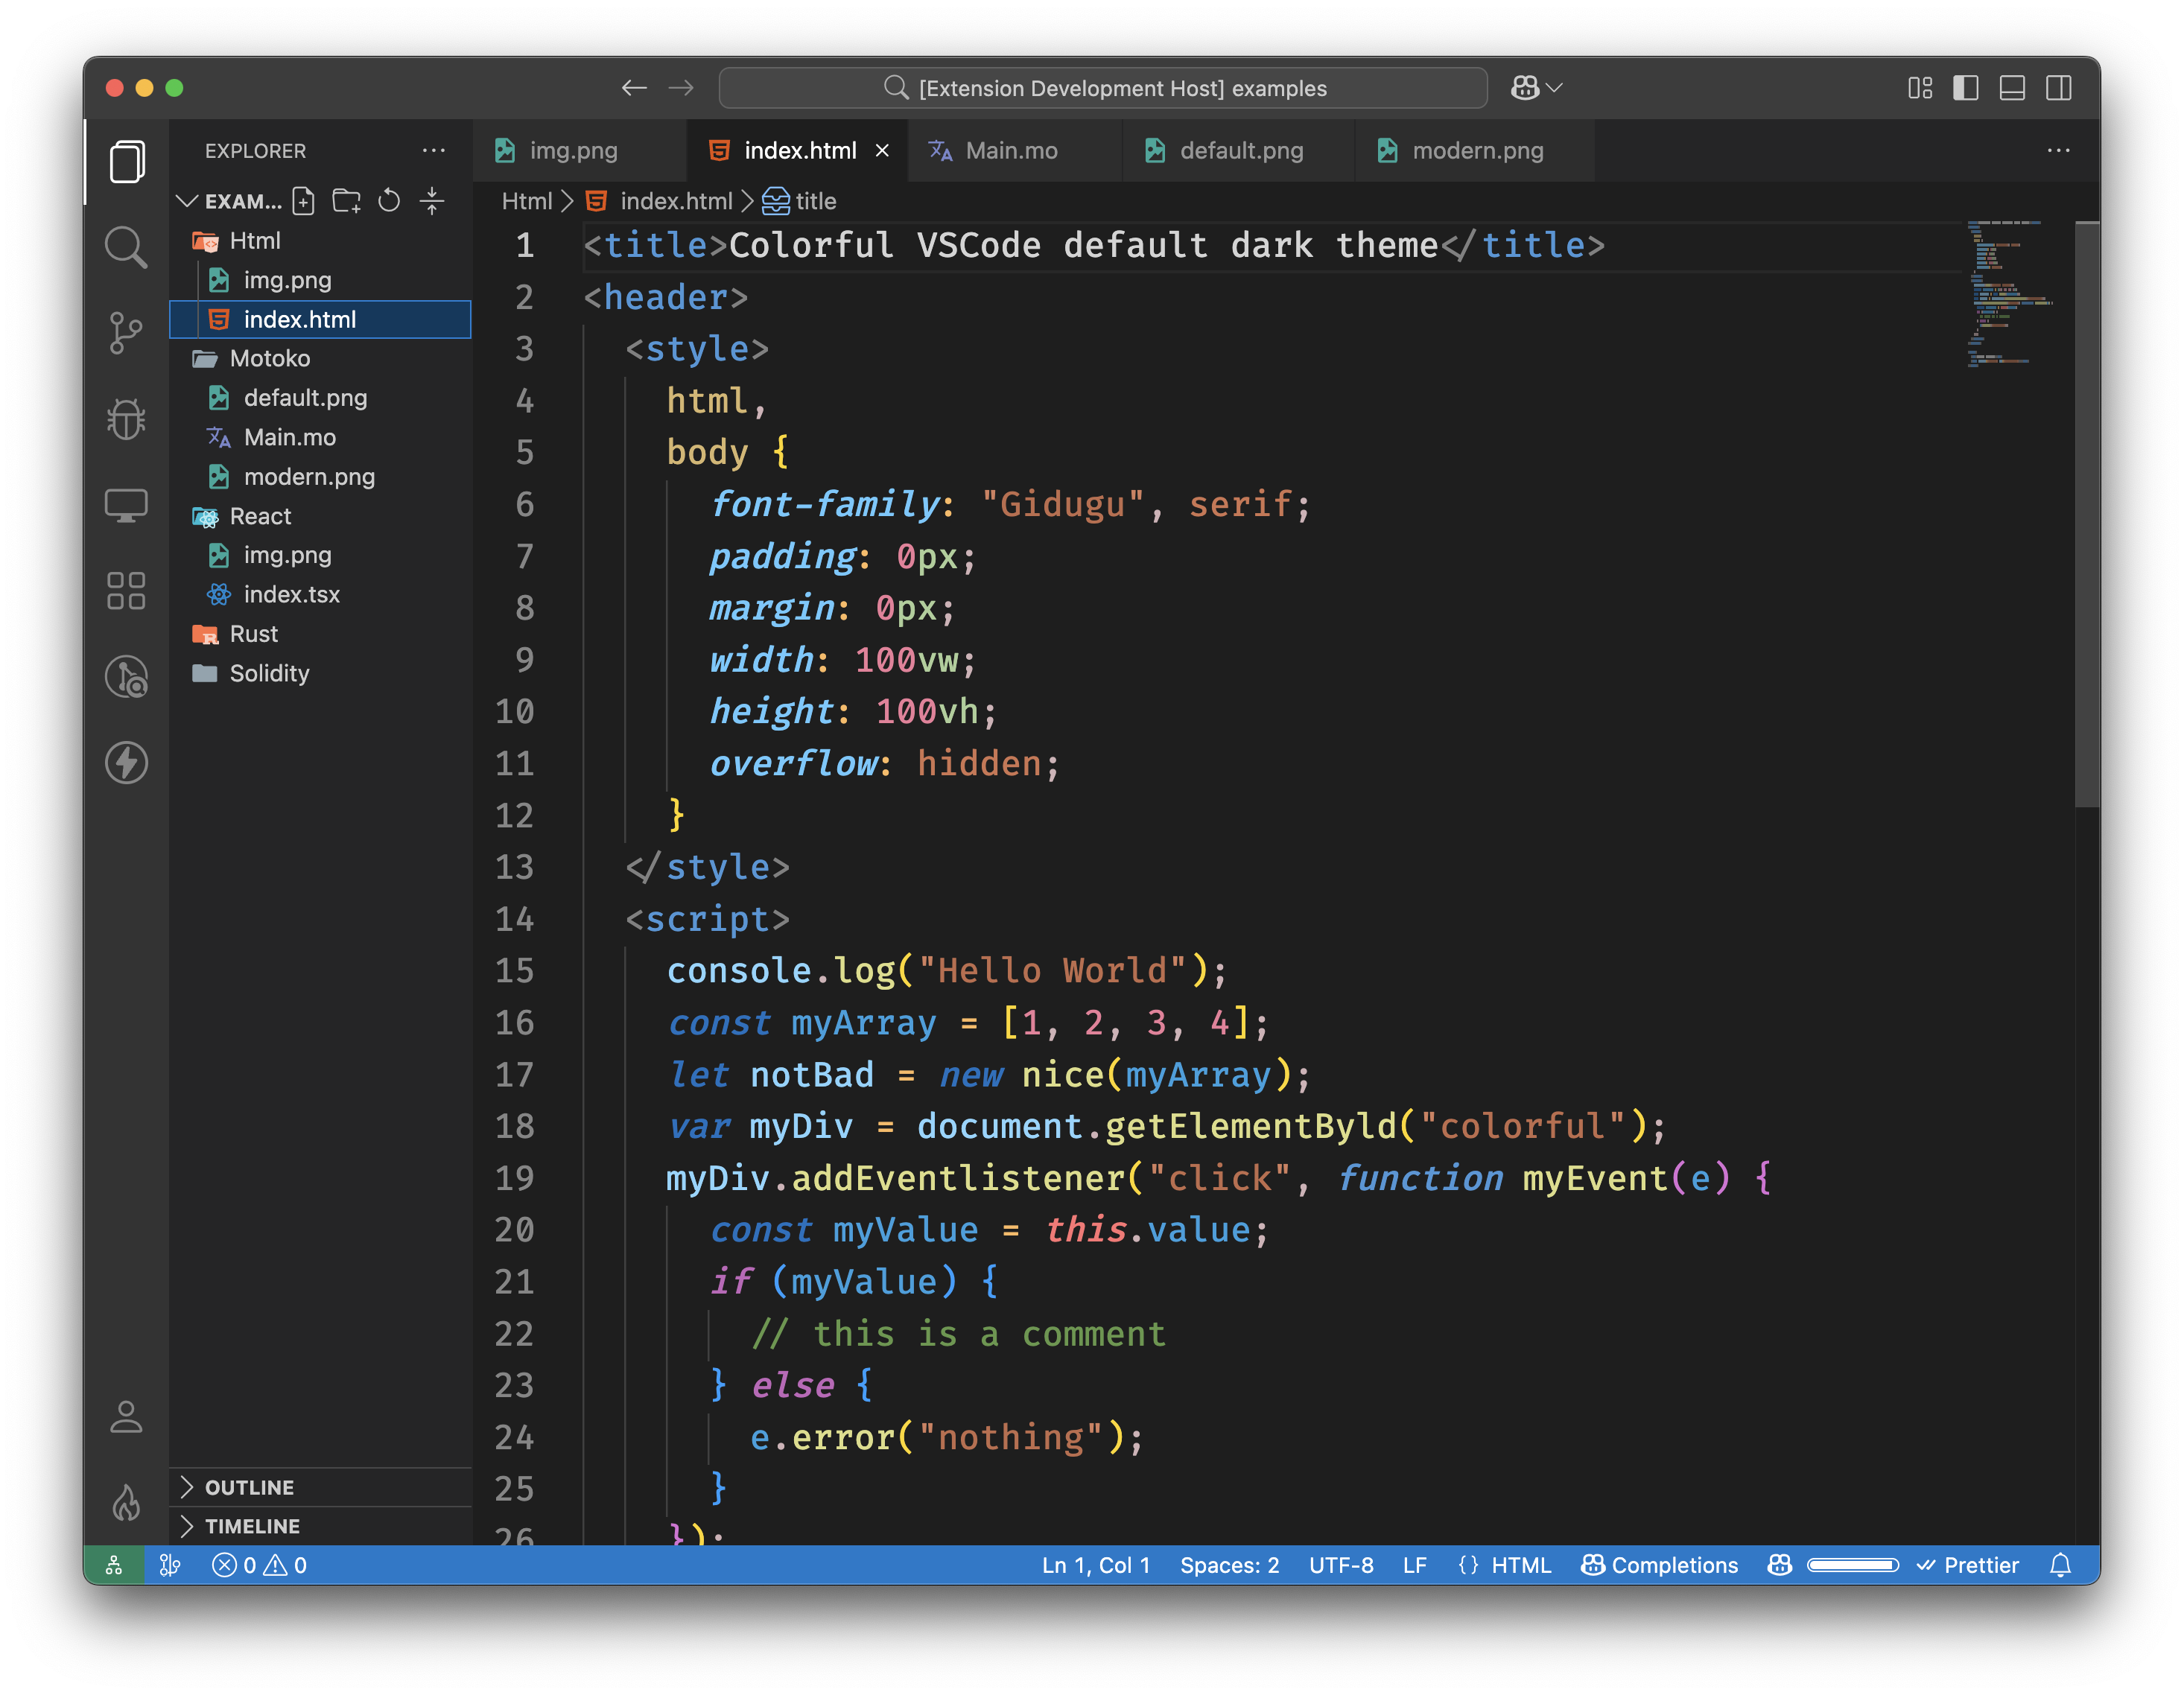 [Extension Development Host] examples
EXPLORER
img.png
index.html
Main.mo
default.png
modern.png
EXAM...
Html
img.png
index.html
Motoko
default.png
Main.mo
modern.png
React
img.png
index.tsx
Rust
Solidity
OUTLINE
TIMELINE
Html > index.html > title
1 <title>Colorful VSCode default dark theme</title>
2 <header>
3 <style>
4 html,
5 body {
6 font-family: "Gidugu", serif;
7 padding: 0px;
8 margin: 0px;
9 width: 100vw;
10 height: 100vh;
11 overflow: hidden;
12 }
13 </style>
14 <script>
15 console.log("Hello World");
16 const myArray = [1, 2, 3, 4];
17 let notBad = new nice(myArray);
18 var myDiv = document.getElementByld("colorful");
19 myDiv.addEventlistener("click", function myEvent(e) {
20 const myValue = this.value;
21 if (myValue) {
22 // this is a comment
23 } else {
24 e.error("nothing");
25 }
26 });
0 0
Ln 1, Col 1 Spaces: 2 UTF-8 LF {} HTML Completions Prettier